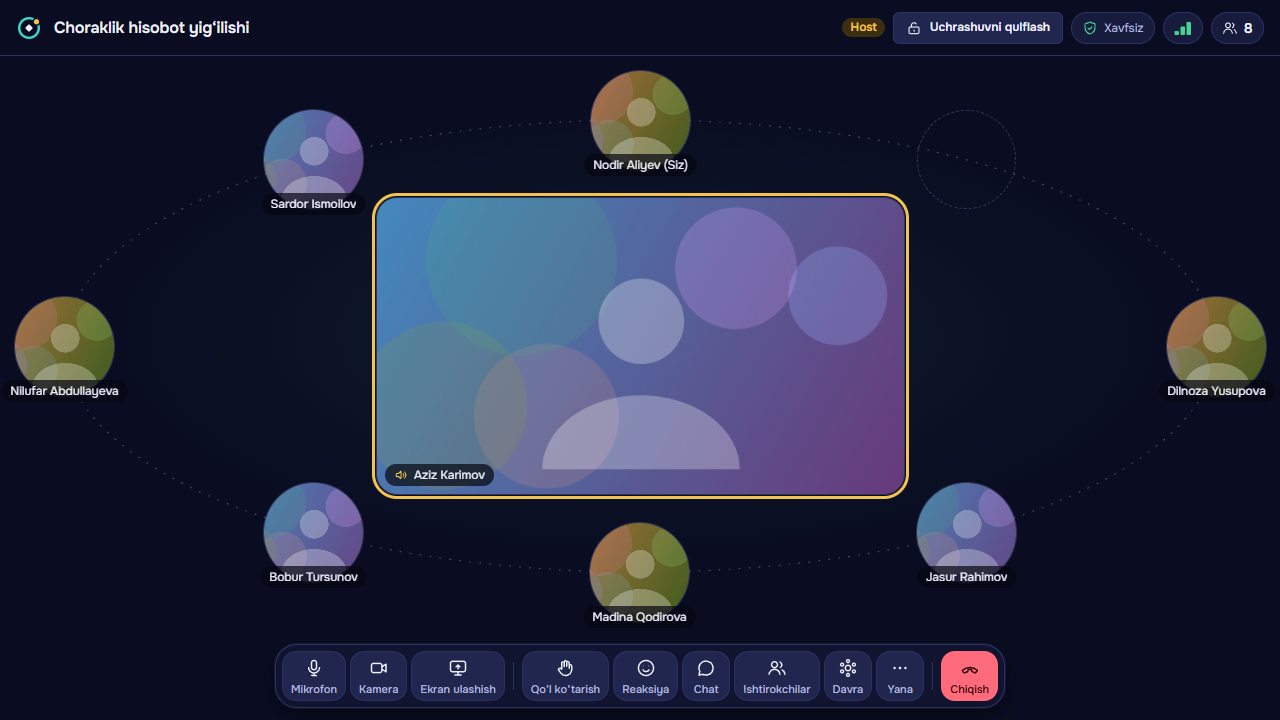 Choraklik hisobot yig‘ilishi
Host
Uchrashuvni qulflash
Xavfsiz
8
Nodir Aliyev (Siz)
Sardor Ismoilov
Nilufar Abdullayeva
Dilnoza Yusupova
Aziz Karimov
Bobur Tursunov
Jasur Rahimov
Madina Qodirova
Mikrofon
Kamera
Ekran ulashish
Qo‘l ko‘tarish
Reaksiya
Chat
Ishtirokchilar
Davra
Yana
Chiqish